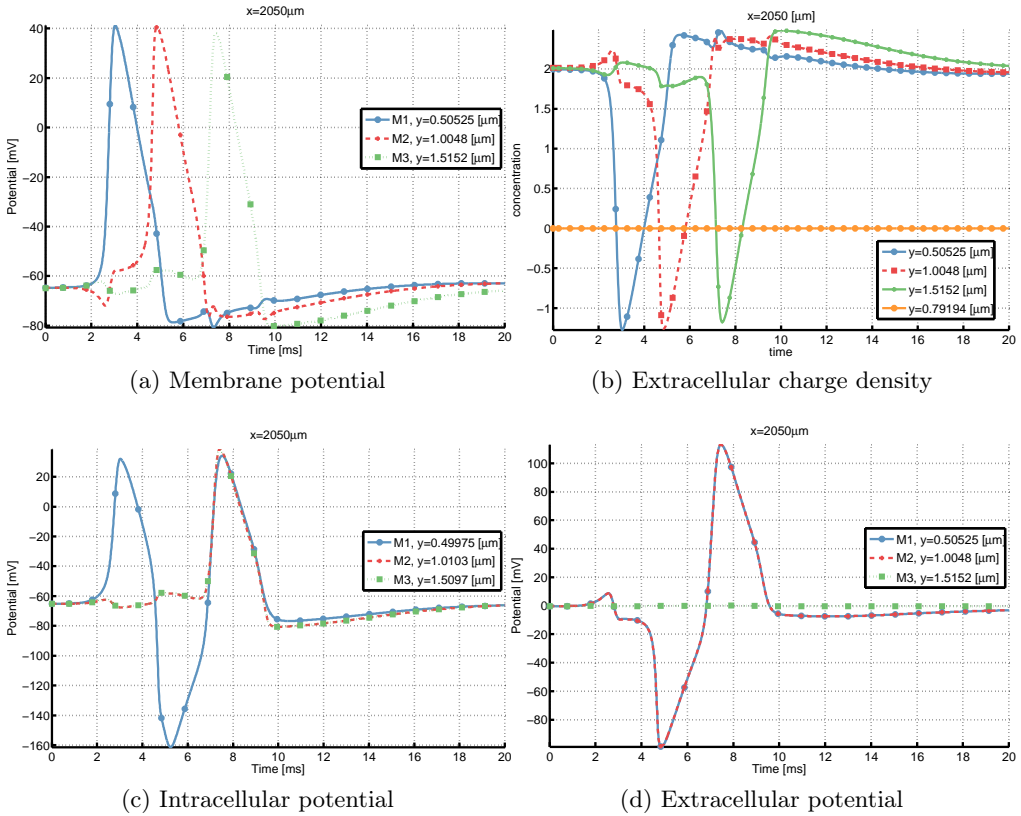 x=2050μm
Potential [mV]
40
20
0
−20
−40
−60
−80
M1, y=0.50525 [μm]
M2, y=1.0048 [μm]
M3, y=1.5152 [μm]
0 2 4 6 8 10 12 14 16 18 20
Time [ms]
(a) Membrane potential
x=2050 [μm]
concentration
2
1.5
1
0.5
0
−0.5
−1
y=0.50525 [μm]
y=1.0048 [μm]
y=1.5152 [μm]
y=0.79194 [μm]
0 2 4 6 8 10 12 14 16 18 20
time
(b) Extracellular charge density
x=2050μm
Potential [mV]
20
0
−20
−40
−60
−80
−100
−120
−140
−160
M1, y=0.49975 [μm]
M2, y=1.0103 [μm]
M3, y=1.5097 [μm]
0 2 4 6 8 10 12 14 16 18 20
Time [ms]
(c) Intracellular potential
x=2050μm
Potential [mV]
100
80
60
40
20
0
−20
−40
−60
−80
M1, y=0.50525 [μm]
M2, y=1.0048 [μm]
M3, y=1.5152 [μm]
0 2 4 6 8 10 12 14 16 18 20
Time [ms]
(d) Extracellular potential